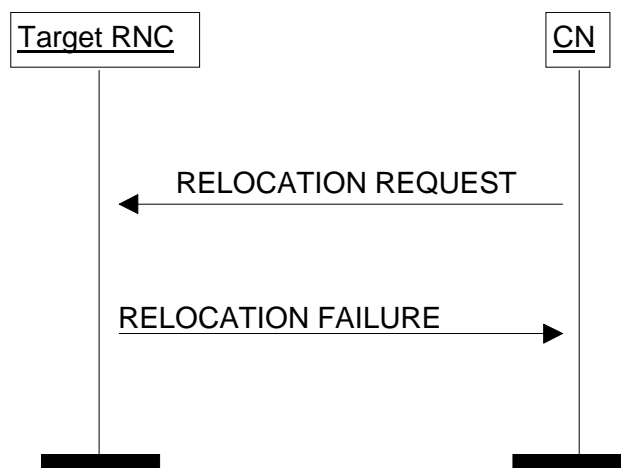 Target RNC
CN
RELOCATION REQUEST
RELOCATION FAILURE